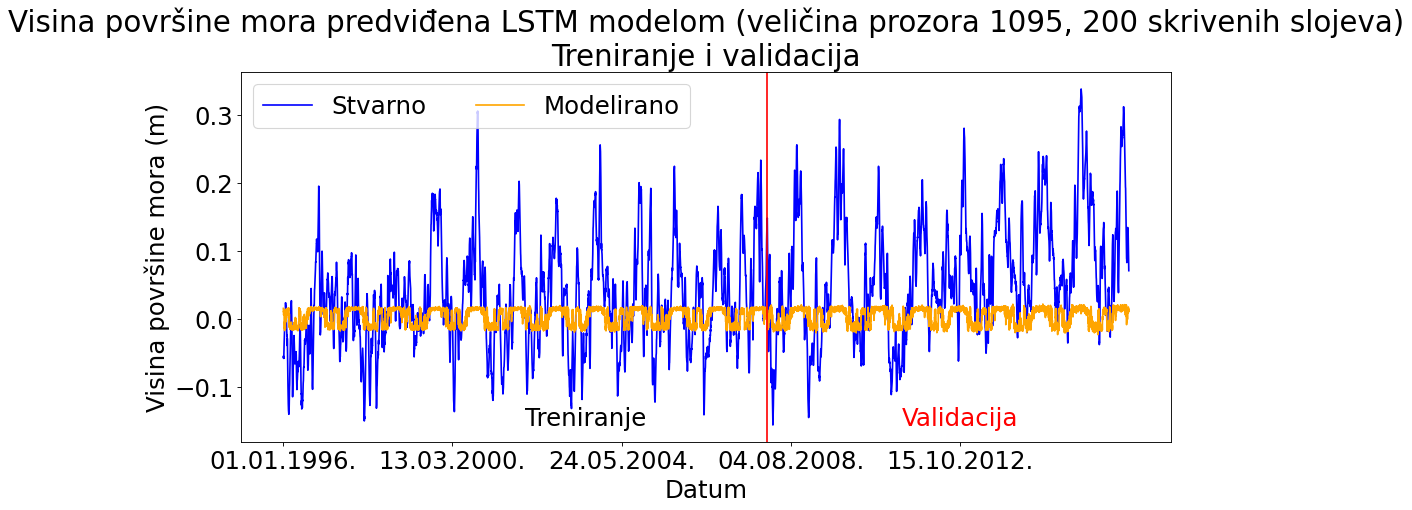 Visina površine mora predviđena LSTM modelom (veličina prozora 1095, 200 skrivenih slojeva)
Treniranje i validacija
Stvarno
Modelirano
Visina površine mora (m)
0.3
0.2
0.1
0.0
−0.1
Treniranje
Validacija
01.01.1996.
13.03.2000.
24.05.2004.
04.08.2008.
15.10.2012.
Datum